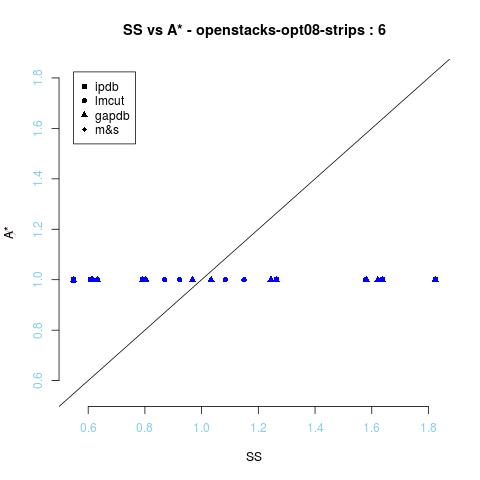 SS vs A* - openstacks-opt08-strips : 6
ipdb
lmcut
gapdb
m&s
1.8
1.6
1.4
1.2
1.0
0.8
0.6
A*
0.6 0.8 1.0 1.2 1.4 1.6 1.8
SS